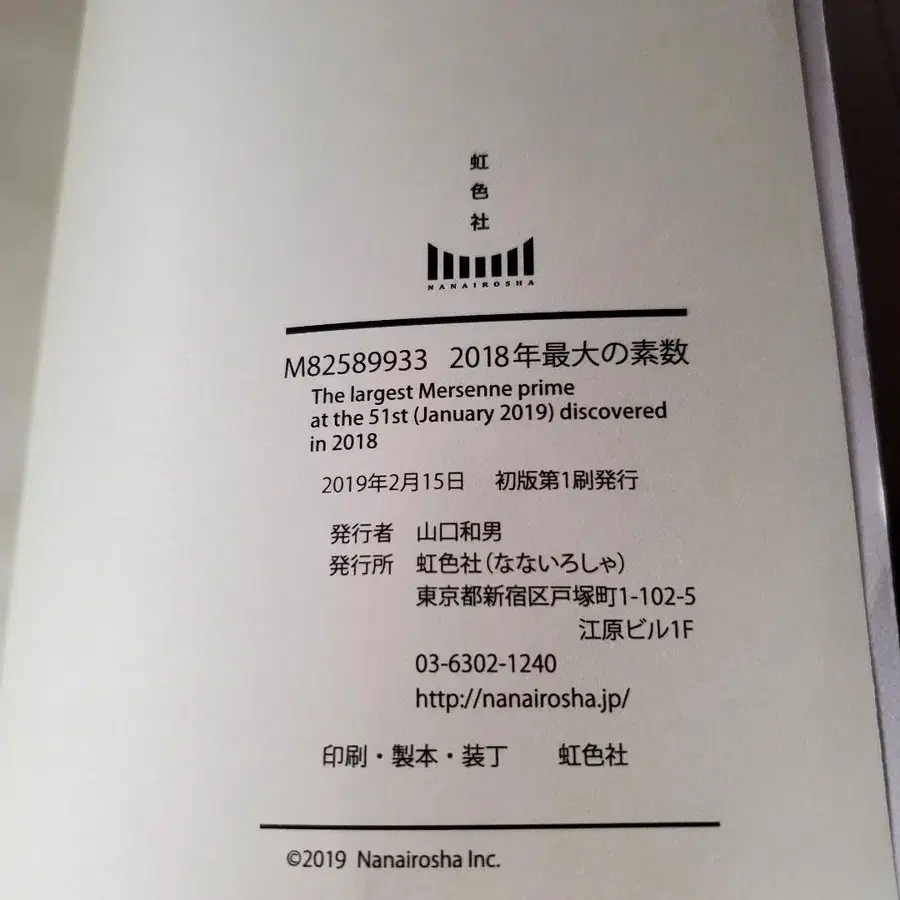 虹色社
NANAIROSHA
M82589933 2018年最大の素数
The largest Mersenne prime
at the 51st (January 2019) discovered
in 2018
2019年2月15日 初版第1刷発行
発行者 山口和男
発行所 虹色社(なないろしゃ)
東京都新宿区戸塚町1-102-5
江原ビル1F
03-6302-1240
http://nanairosha.jp/
印刷・製本・装丁 虹色社
©2019 Nanairosha Inc.